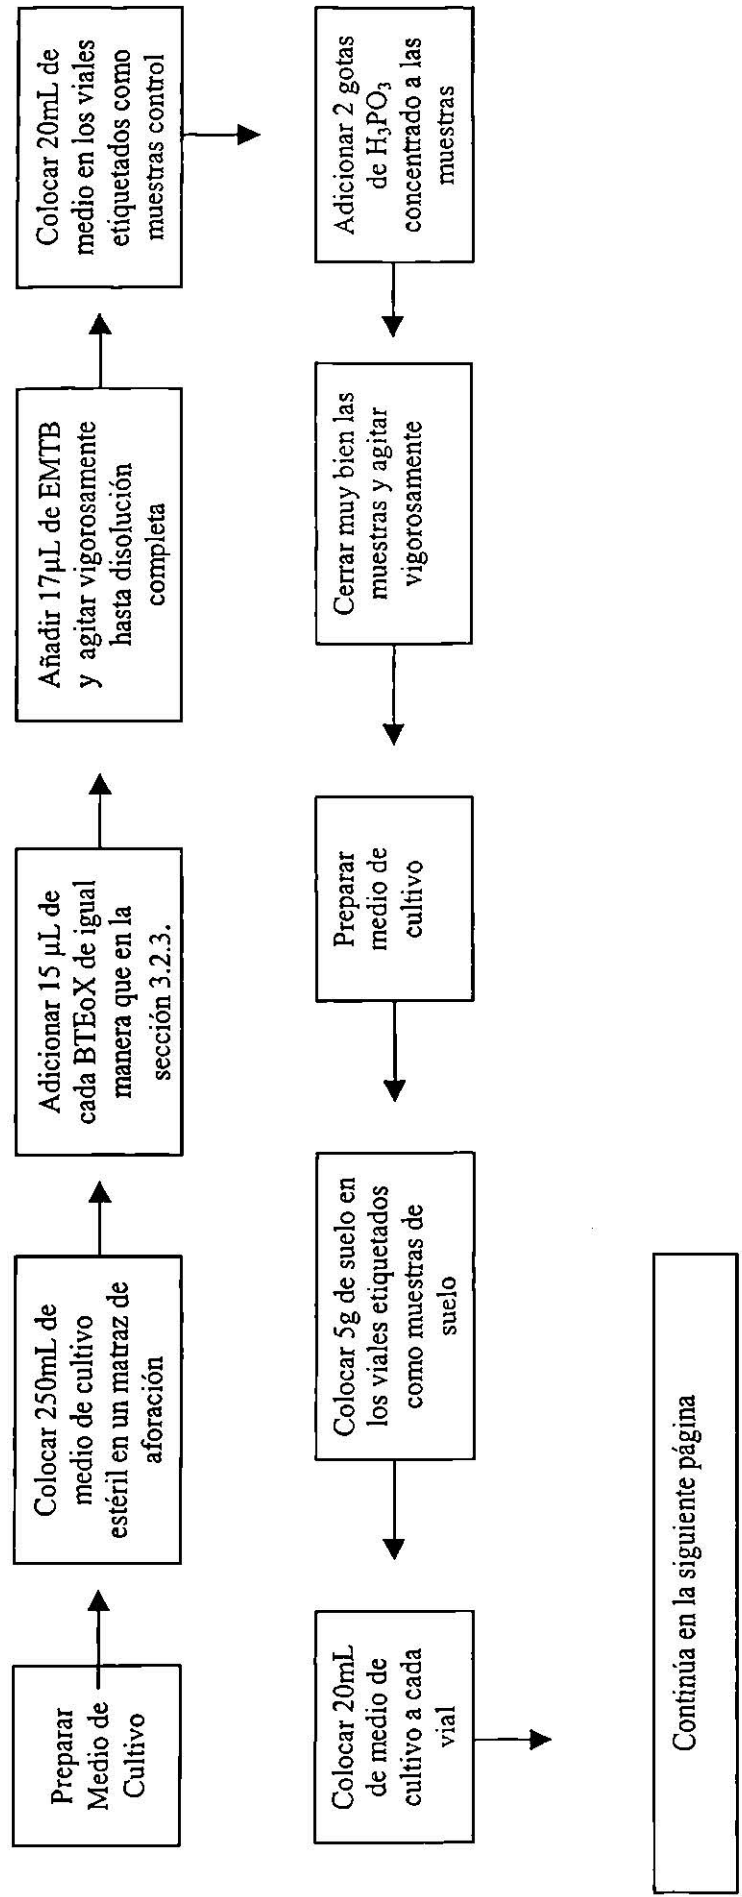 Preparar
Medio de
Cultivo
Colocar 250mL de
medio de cultivo
estéril en un matraz de
aforación
Adicionar 15 µL de
cada BTEoX de igual
manera que en la
sección 3.2.3.
Añadir 17µL de EMTB
y agitar vigorosamente
hasta disolución
completa
Colocar 20mL de
medio en los viales
etiquetados como
muestras control
Adicionar 2 gotas
de H₃PO₃
concentrado a las
muestras
Cerrar muy bien las
muestras y agitar
vigorosamente
Preparar
medio de
cultivo
Colocar 5g de suelo en
los viales etiquetados
como muestras de
suelo
Colocar 20mL
de medio de
cultivo a cada
vial
Continúa en la siguiente página